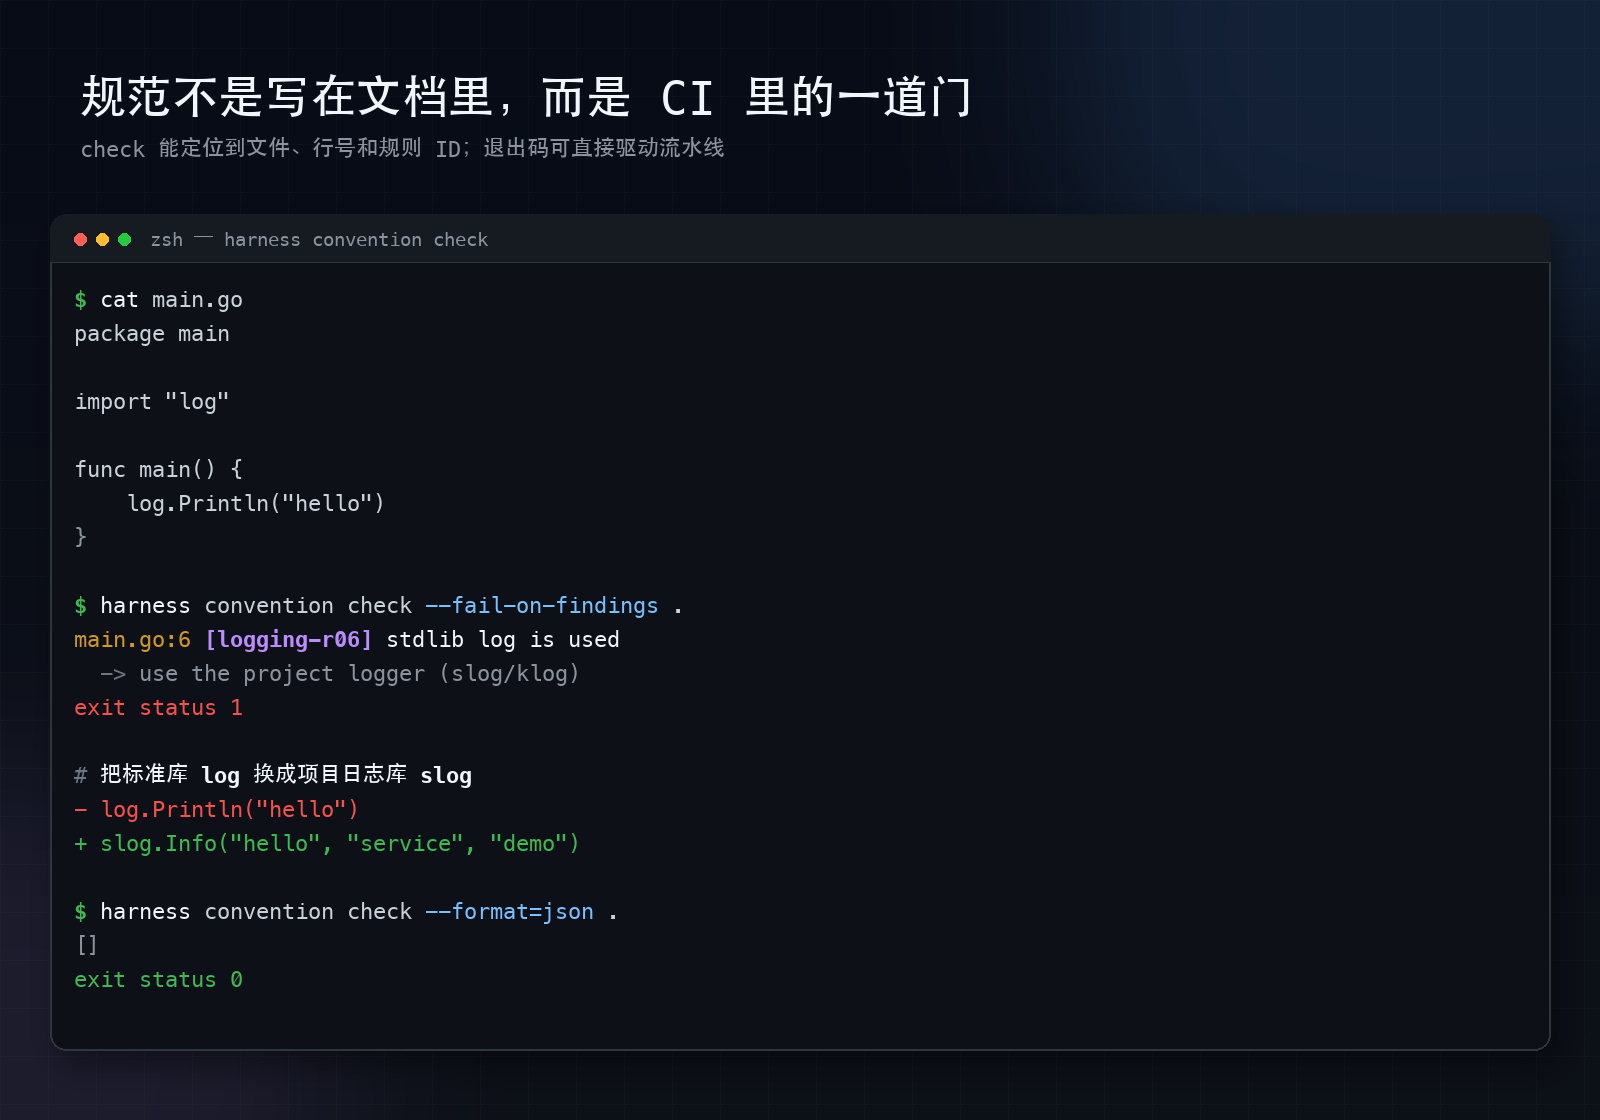 规范不是写在文档里，而是 CI 里的一道门
check 能定位到文件、行号和规则 ID；退出码可直接驱动流水线
zsh — harness convention check
$ cat main.go
package main
import "log"
func main() {
    log.Println("hello")
}
$ harness convention check --fail-on-findings .
main.go:6 [logging-r06] stdlib log is used
  -> use the project logger (slog/klog)
exit status 1
# 把标准库 log 换成项目日志库 slog
- log.Println("hello")
+ slog.Info("hello", "service", "demo")
$ harness convention check --format=json .
[]
exit status 0